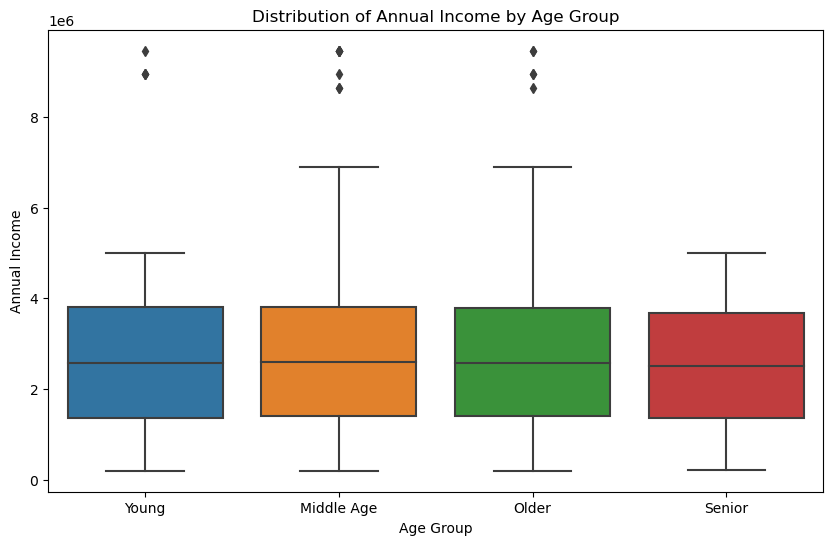 Distribution of Annual Income by Age Group
1e6
8
6
4
2
0
Annual Income
Young Middle Age Older Senior
Age Group